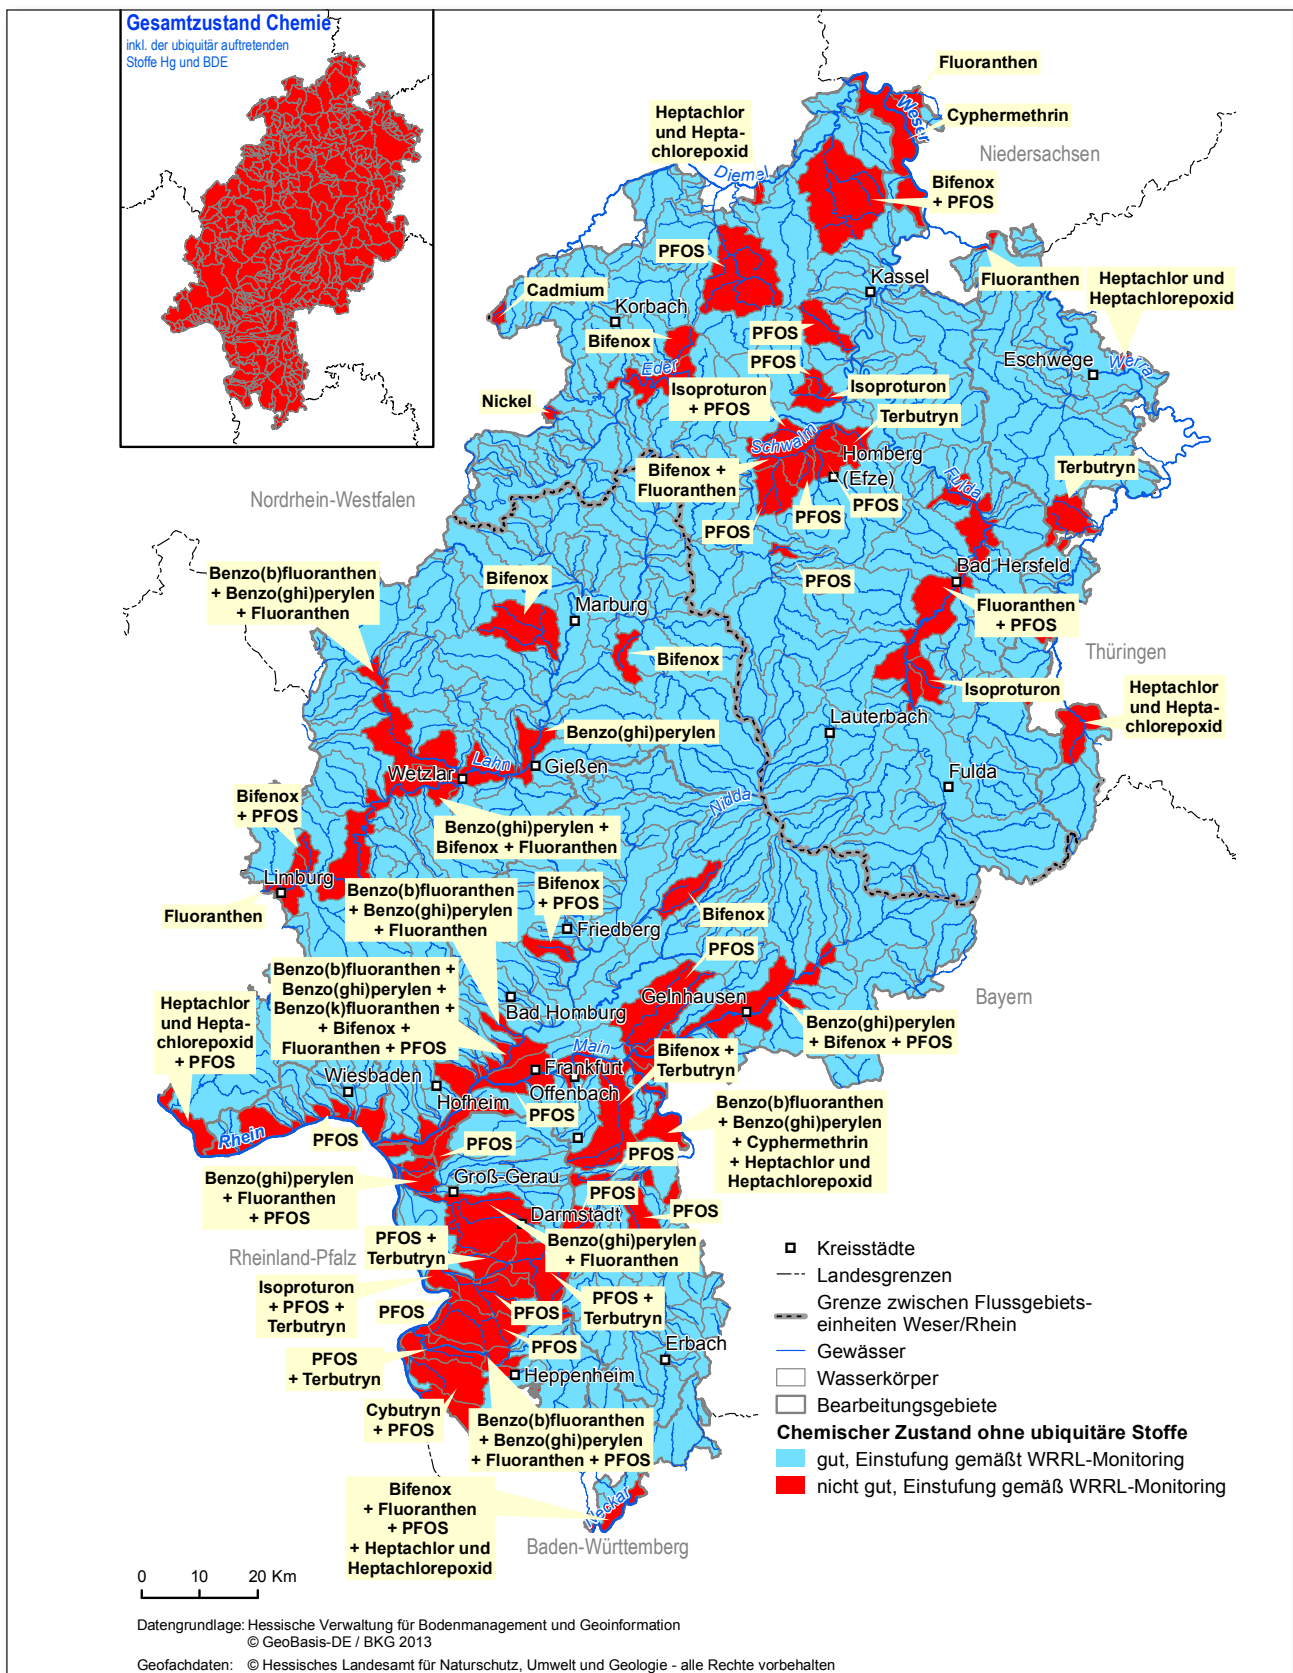 Gesamtzustand Chemie
inkl. der ubiquitär auftretenden
Stoffe Hg und BDE
Fluoranthen
Weser
Cyphermethrin
Niedersachsen
Heptachlor
und Hepta-
chlorepoxid
Diemel
Bifenox
+ PFOS
PFOS
Kassel
Fluoranthen
Heptachlor und
Heptachlorepoxid
Cadmium
Korbach
Bifenox
PFOS
PFOS
Eder
Eschwege
Werra
Isoproturon
+ PFOS
Isoproturon
Nickel
Terbutryn
Schwalm
Homberg
(Efze)
Bifenox +
Fluoranthen
Fulda
Terbutryn
Nordrhein-Westfalen
PFOS
PFOS
PFOS
PFOS
Bad Hersfeld
Benzo(b)fluoranthen
+ Benzo(ghi)perylen
+ Fluoranthen
Bifenox
Marburg
Fluoranthen
+ PFOS
Bifenox
Thüringen
Isoproturon
Heptachlor
und Hepta-
chlorepoxid
Lauterbach
Benzo(ghi)perylen
Lahn
Wetzlar
Gießen
Fulda
Nidda
Bifenox
+ PFOS
Benzo(ghi)perylen +
Bifenox + Fluoranthen
Limburg
Fluoranthen
Benzo(b)fluoranthen
+ Benzo(ghi)perylen
+ Fluoranthen
Bifenox
+ PFOS
Friedberg
Bifenox
PFOS
Benzo(b)fluoranthen +
Benzo(ghi)perylen +
Benzo(k)fluoranthen +
+ Bifenox +
Fluoranthen + PFOS
Bad Homburg
Gelnhausen
Bayern
Heptachlor
und Hepta-
chlorepoxid
+ PFOS
Benzo(ghi)perylen
+ Bifenox + PFOS
Main
Bifenox +
Terbutryn
Wiesbaden
Frankfurt
Offenbach
Hofheim
PFOS
Benzo(b)fluoranthen
+ Benzo(ghi)perylen
+ Cyphermethrin
+ Heptachlor und
Heptachlorepoxid
Rhein
PFOS
PFOS
PFOS
Benzo(ghi)perylen
+ Fluoranthen
+ PFOS
Groß-Gerau
PFOS
PFOS
Darmstadt
Rheinland-Pfalz
PFOS +
Terbutryn
Benzo(ghi)perylen
+ Fluoranthen
Isoproturon
+ PFOS +
Terbutryn
PFOS
PFOS
PFOS +
Terbutryn
PFOS
Erbach
PFOS
+ Terbutryn
Heppenheim
Cybutryn
+ PFOS
Benzo(b)fluoranthen
+ Benzo(ghi)perylen
+ Fluoranthen + PFOS
Bifenox
+ Fluoranthen
+ PFOS
+ Heptachlor und
Heptachlorepoxid
Neckar
Baden-Württemberg
Kreisstädte
Landesgrenzen
Grenze zwischen Flussgebiets-
einheiten Weser/Rhein
Gewässer
Wasserkörper
Bearbeitungsgebiete
Chemischer Zustand ohne ubiquitäre Stoffe
gut, Einstufung gemäßt WRRL-Monitoring
nicht gut, Einstufung gemäß WRRL-Monitoring
0 10 20 Km
Datengrundlage: Hessische Verwaltung für Bodenmanagement und Geoinformation
© GeoBasis-DE / BKG 2013
Geofachdaten: © Hessisches Landesamt für Naturschutz, Umwelt und Geologie - alle Rechte vorbehalten